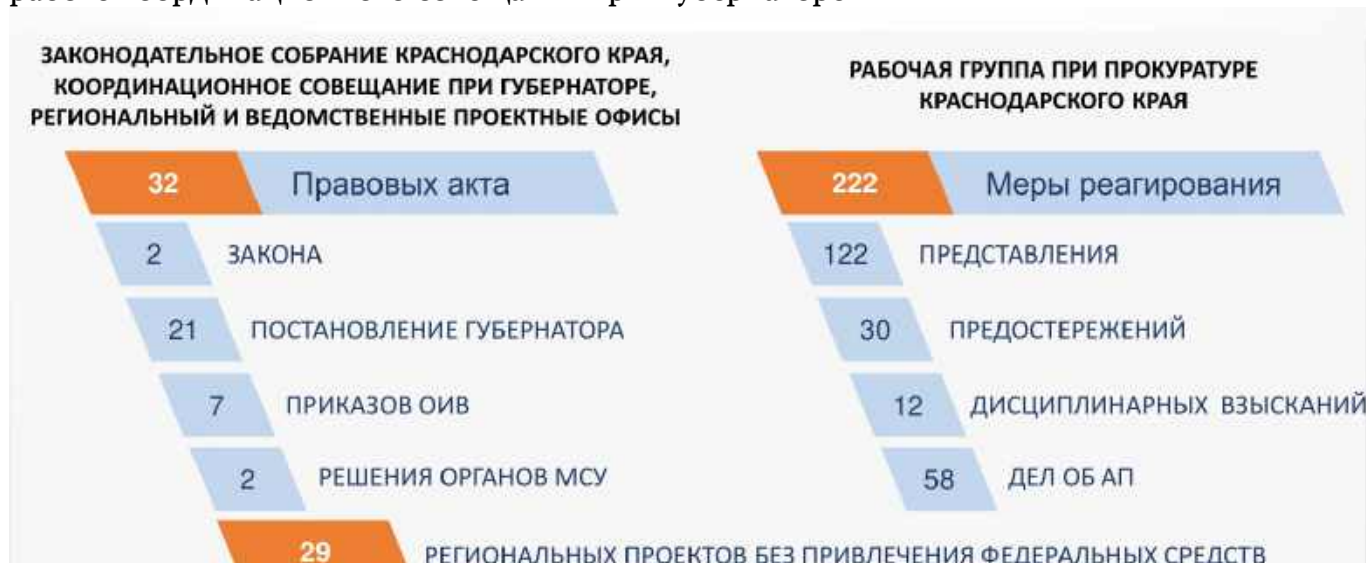 ЗАКОНОДАТЕЛЬНОЕ СОБРАНИЕ КРАСНОДАРСКОГО КРАЯ,
КООРДИНАЦИОННОЕ СОВЕЩАНИЕ ПРИ ГУБЕРНАТОРЕ,
РЕГИОНАЛЬНЫЙ И ВЕДОМСТВЕННЫЕ ПРОЕКТНЫЕ ОФИСЫ
32 Правовых акта
2 ЗАКОНА
21 ПОСТАНОВЛЕНИЕ ГУБЕРНАТОРА
7 ПРИКАЗОВ ОИВ
2 РЕШЕНИЯ ОРГАНОВ МСУ
РАБОЧАЯ ГРУППА ПРИ ПРОКУРАТУРЕ
КРАСНОДАРСКОГО КРАЯ
222 Меры реагирования
122 ПРЕДСТАВЛЕНИЯ
30 ПРЕДОСТЕРЕЖЕНИЙ
12 ДИСЦИПЛИНАРНЫХ ВЗЫСКАНИЙ
58 ДЕЛ ОБ АП
29 РЕГИОНАЛЬНЫХ ПРОЕКТОВ БЕЗ ПРИВЛЕЧЕНИЯ ФЕДЕРАЛЬНЫХ СРЕДСТВ